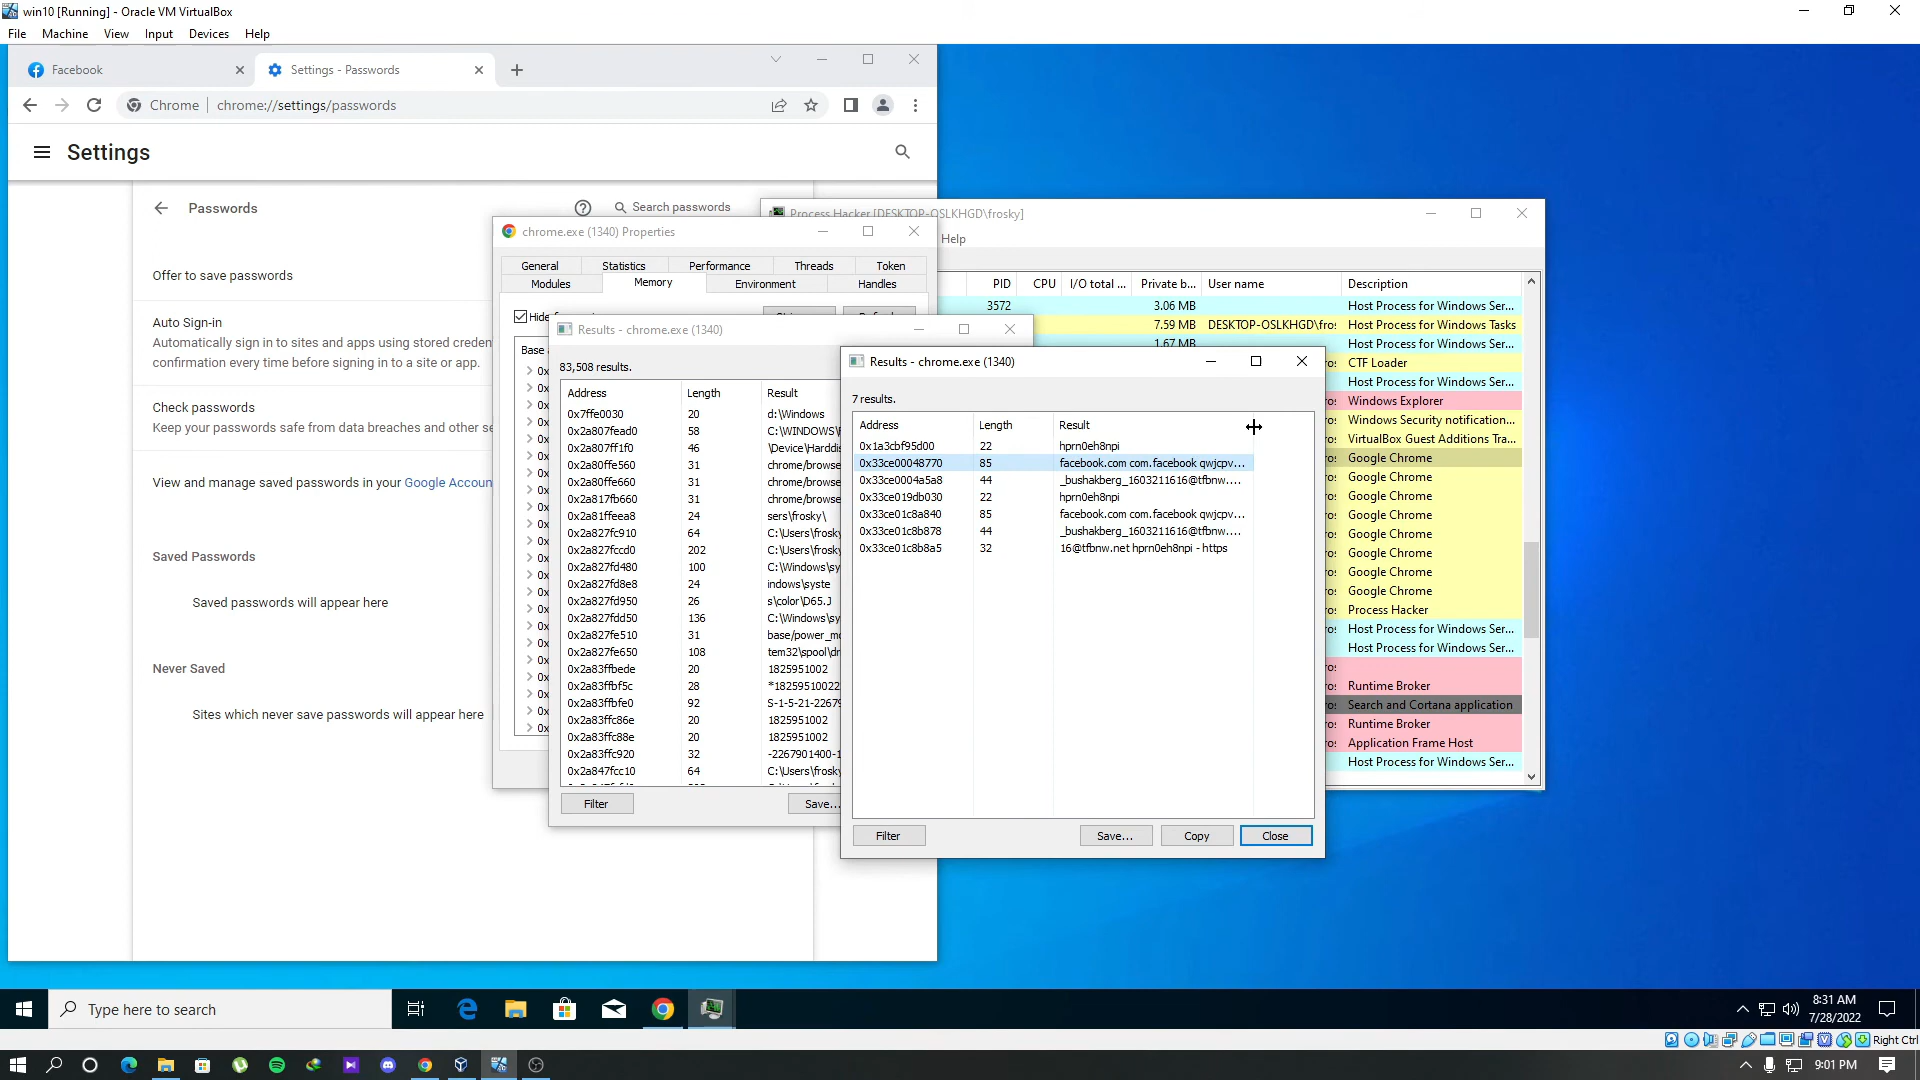 win10 [Running] - Oracle VM VirtualBox
File Machine View Input Devices Help
Facebook
Settings - Passwords
Chrome chrome://settings/passwords
Settings
Passwords
Search passwords
Offer to save passwords
Auto Sign-in
Automatically sign in to sites and apps using stored creden
confirmation every time before signing in to a site or app.
Check passwords
Keep your passwords safe from data breaches and other se
View and manage saved passwords in your Google Accoun
Saved Passwords
Saved passwords will appear here
Never Saved
Sites which never save passwords will appear here
Process Hacker [DESKTOP-QSLKHGD\frosky]
Help
PID CPU I/O total ... Private b... User name Description
3572 3.06 MB Host Process for Windows Ser...
7.59 MB DESKTOP-QSLKHGD\fros Host Process for Windows Tasks
1.67 MB Host Process for Windows Ser...
CTF Loader
Host Process for Windows Ser...
Windows Explorer
Windows Security notification...
VirtualBox Guest Additions Tra...
Google Chrome
Google Chrome
Google Chrome
Google Chrome
Google Chrome
Google Chrome
Google Chrome
Google Chrome
Process Hacker
Host Process for Windows Ser...
Host Process for Windows Ser...
Runtime Broker
Search and Cortana application
Runtime Broker
Application Frame Host
Host Process for Windows Ser...
chrome.exe (1340) Properties
General Statistics Performance Threads Token
Modules Memory Environment Handles
Base
Results - chrome.exe (1340)
83,508 results.
Address Length Result
0x7ffe0030 20 d:\Windows
0x2a807fead0 58 C:\WINDOWS\
0x2a807ff1f0 46 \Device\Harddi
0x2a80ffe560 31 chrome/browse
0x2a80ffe660 31 chrome/browse
0x2a817fb660 31 chrome/browse
0x2a81ffeea8 24 sers\frosky\
0x2a827fc910 64 C:\Users\frosk
0x2a827fccd0 202 C:\Users\frosk
0x2a827fd480 100 C:\Windows\sy
0x2a827fd8e8 24 indows\syste
0x2a827fd950 26 s\color\D65.J
0x2a827fdd50 136 C:\Windows\sy
0x2a827fe510 31 base/power_mo
0x2a827fe650 108 tem32\spool\dr
0x2a83ffbede 20 1825951002
0x2a83ffbf5c 28 *1825951002
0x2a83ffbfe0 92 S-1-5-21-22679
0x2a83ffc86e 20 1825951002
0x2a83ffc88e 20 1825951002
0x2a83ffc920 32 -2267901400-1
0x2a847fcc10 64 C:\Users\frosky
Filter Save...
Results - chrome.exe (1340)
7 results.
Address Length Result
0x1a3cbf95d00 22 hprn0eh8npi
0x33ce00048770 85 facebook.com com.facebook qwjcpv...
0x33ce0004a5a8 44 _bushakberg_1603211616@tfbnw....
0x33ce019db030 22 hprn0eh8npi
0x33ce01c8a840 85 facebook.com com.facebook qwjcpv...
0x33ce01c8b878 44 _bushakberg_1603211616@tfbnw....
0x33ce01c8b8a5 32 16@tfbnw.net hprn0eh8npi - https
Filter Save... Copy Close
Type here to search
8:31 AM
7/28/2022
Right Ctrl
9:01 PM